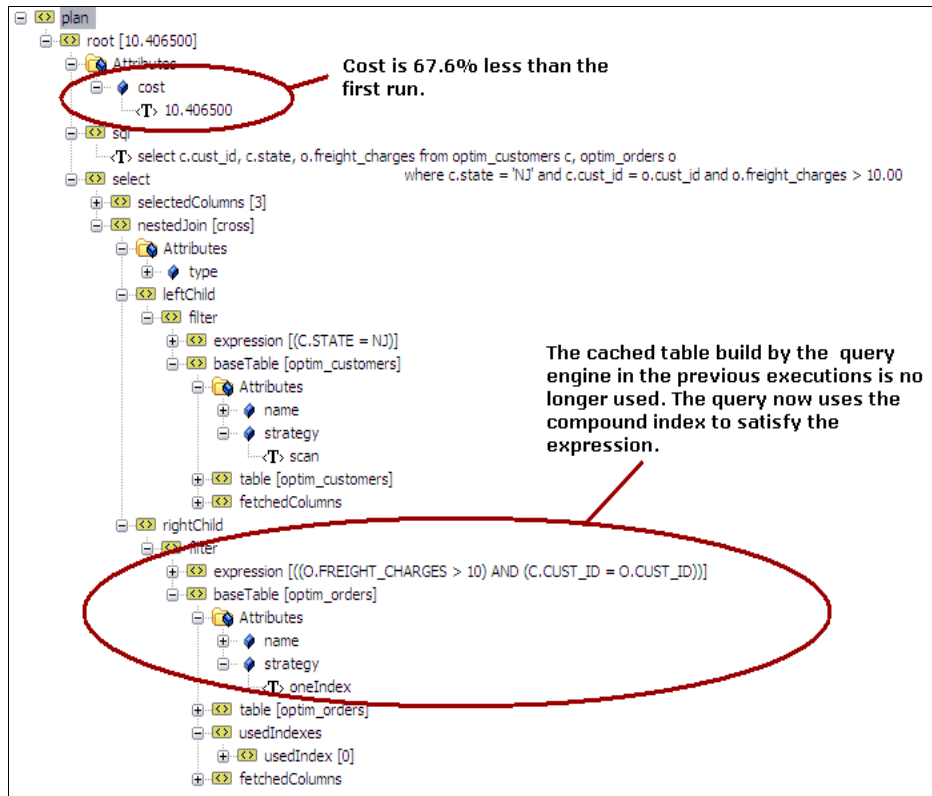 plan
root [10.406500]
Attributes
Cost is 67.6% less than the
first run.
cost
<T> 10.406500
sql
<T> select c.cust_id, c.state, o.freight_charges from optim_customers c, optim_orders o
where c.state = 'NJ' and c.cust_id = o.cust_id and o.freight_charges > 10.00
select
selectedColumns [3]
nestedJoin [cross]
Attributes
type
leftChild
filter
expression [(C.STATE = NJ)]
baseTable [optim_customers]
Attributes
name
strategy
<T> scan
table [optim_customers]
fetchedColumns
The cached table build by the query
engine in the previous executions is no
longer used. The query now uses the
compound index to satisfy the
expression.
rightChild
filter
expression [((O.FREIGHT_CHARGES > 10) AND (C.CUST_ID = O.CUST_ID))]
baseTable [optim_orders]
Attributes
name
strategy
<T> oneIndex
table [optim_orders]
usedIndexes
usedIndex [0]
fetchedColumns